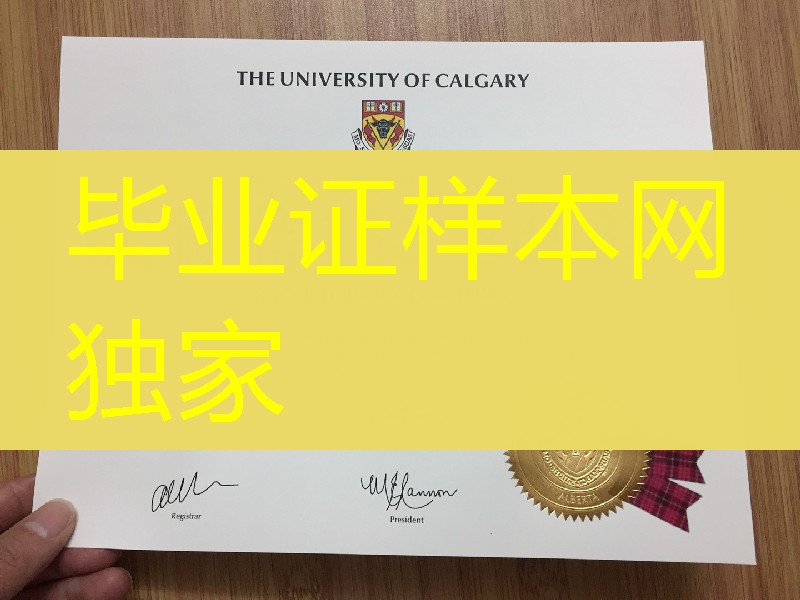 THE UNIVERSITY OF CALGARY
毕业证样本网
独家
Registrar
President
ALBERTA